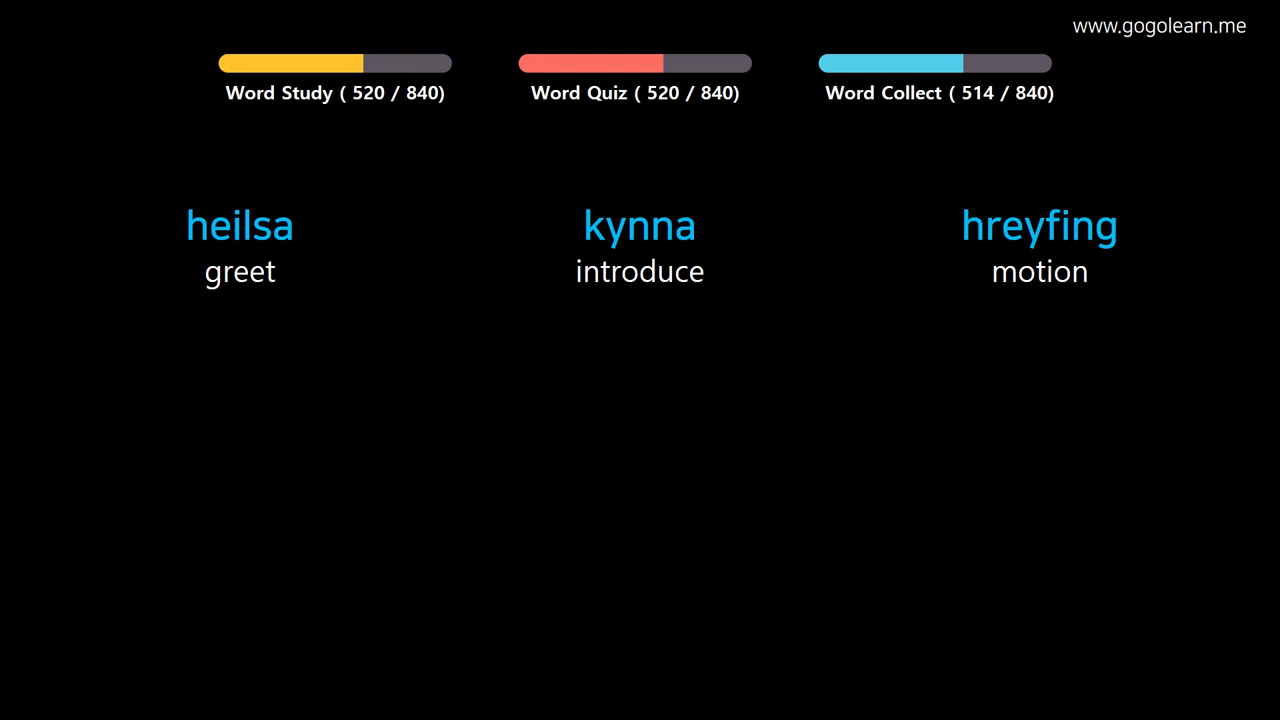 www.gogolearn.me
Word Study ( 520 / 840)
Word Quiz ( 520 / 840)
Word Collect ( 514 / 840)
heilsa
greet
kynna
introduce
hreyfing
motion